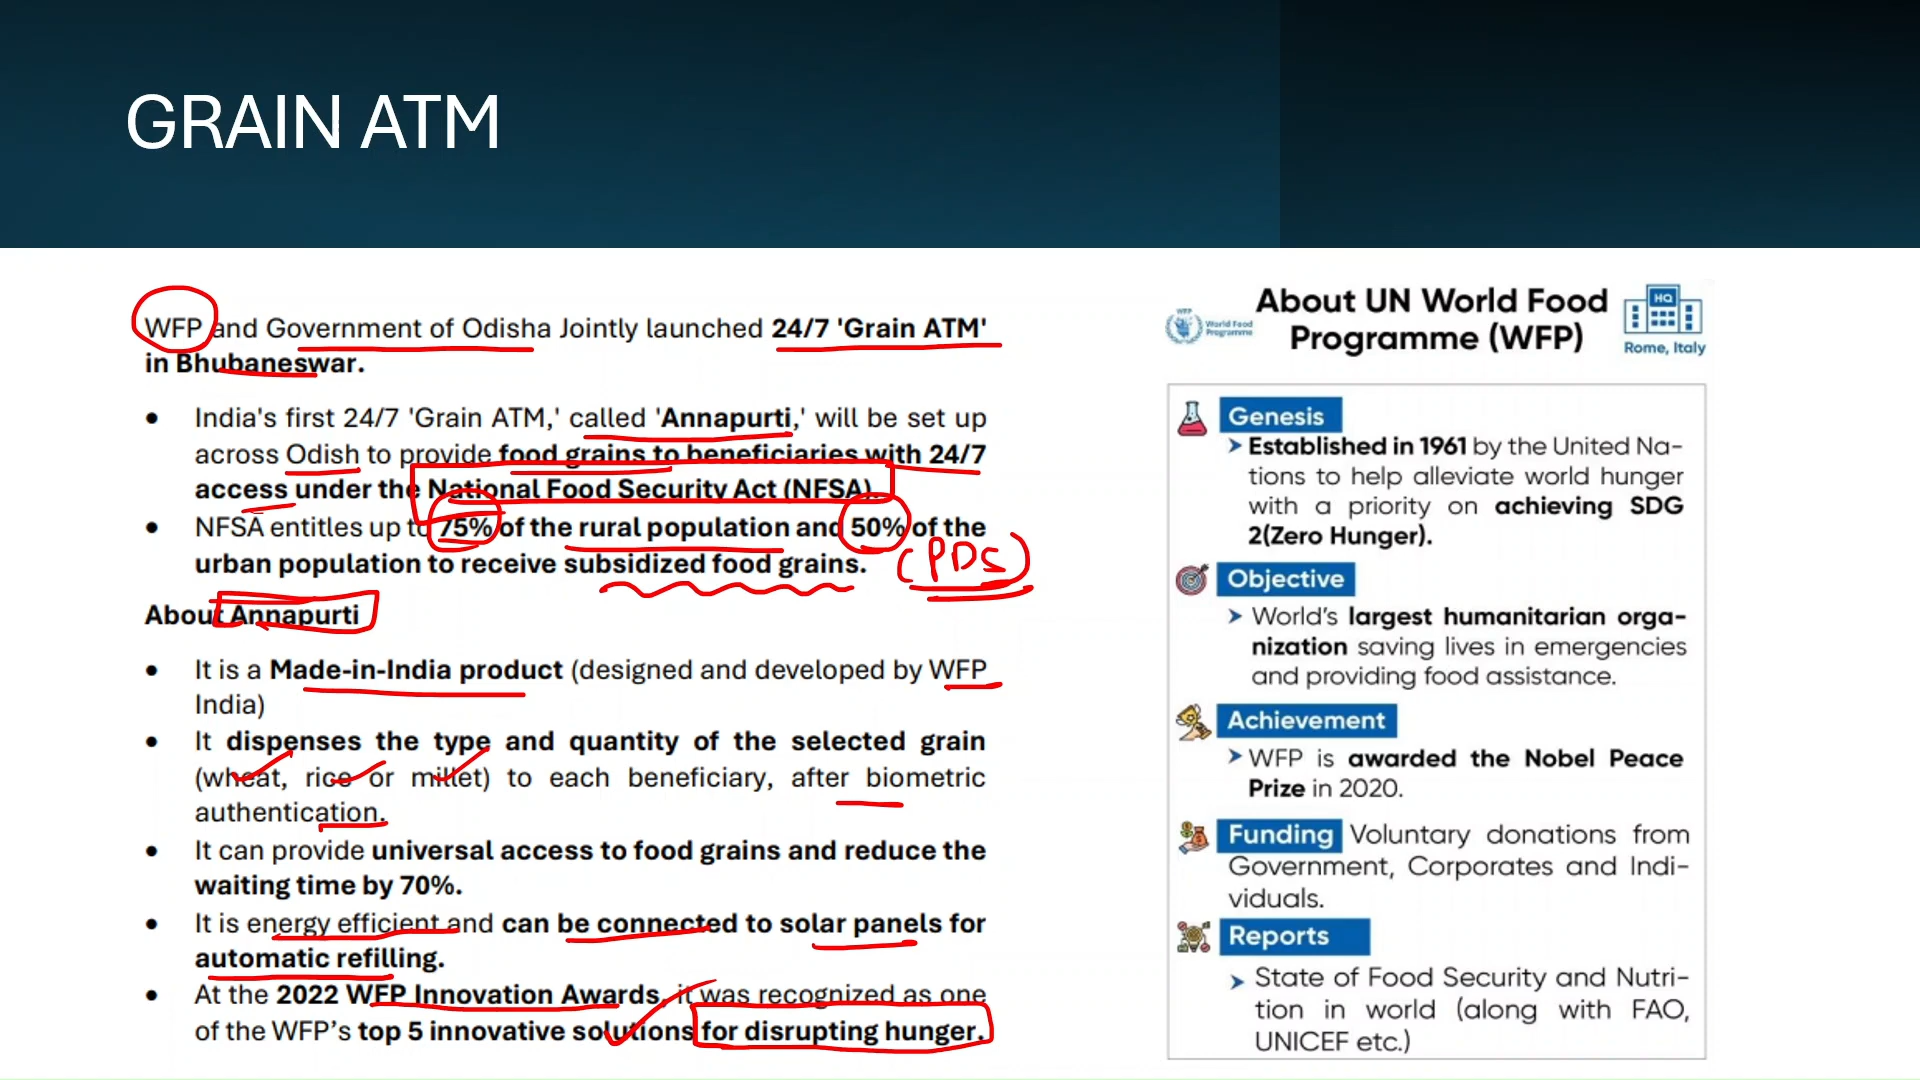 GRAIN ATM
WFP and Government of Odisha Jointly launched 24/7 'Grain ATM'
in Bhubaneswar.
• India's first 24/7 'Grain ATM,' called 'Annapurti,' will be set up
across Odish to provide food grains to beneficiaries with 24/7
access under the National Food Security Act (NFSA).
• NFSA entitles up to 75% of the rural population and 50% of the
urban population to receive subsidized food grains.
(PDS)
About Annapurti
• It is a Made-in-India product (designed and developed by WFP
India)
• It dispenses the type and quantity of the selected grain
(wheat, rice or millet) to each beneficiary, after biometric
authentication.
• It can provide universal access to food grains and reduce the
waiting time by 70%.
• It is energy efficient and can be connected to solar panels for
automatic refilling.
• At the 2022 WFP Innovation Awards, it was recognized as one
of the WFP's top 5 innovative solutions for disrupting hunger.
WFP
World Food
Programme
About UN World Food
Programme (WFP)
HQ
Rome, Italy
Genesis
➤ Established in 1961 by the United Na-
tions to help alleviate world hunger
with a priority on achieving SDG
2(Zero Hunger).
Objective
➤ World's largest humanitarian orga-
nization saving lives in emergencies
and providing food assistance.
Achievement
➤ WFP is awarded the Nobel Peace
Prize in 2020.
Funding Voluntary donations from
Government, Corporates and Indi-
viduals.
Reports
➤ State of Food Security and Nutri-
tion in world (along with FAO,
UNICEF etc.)